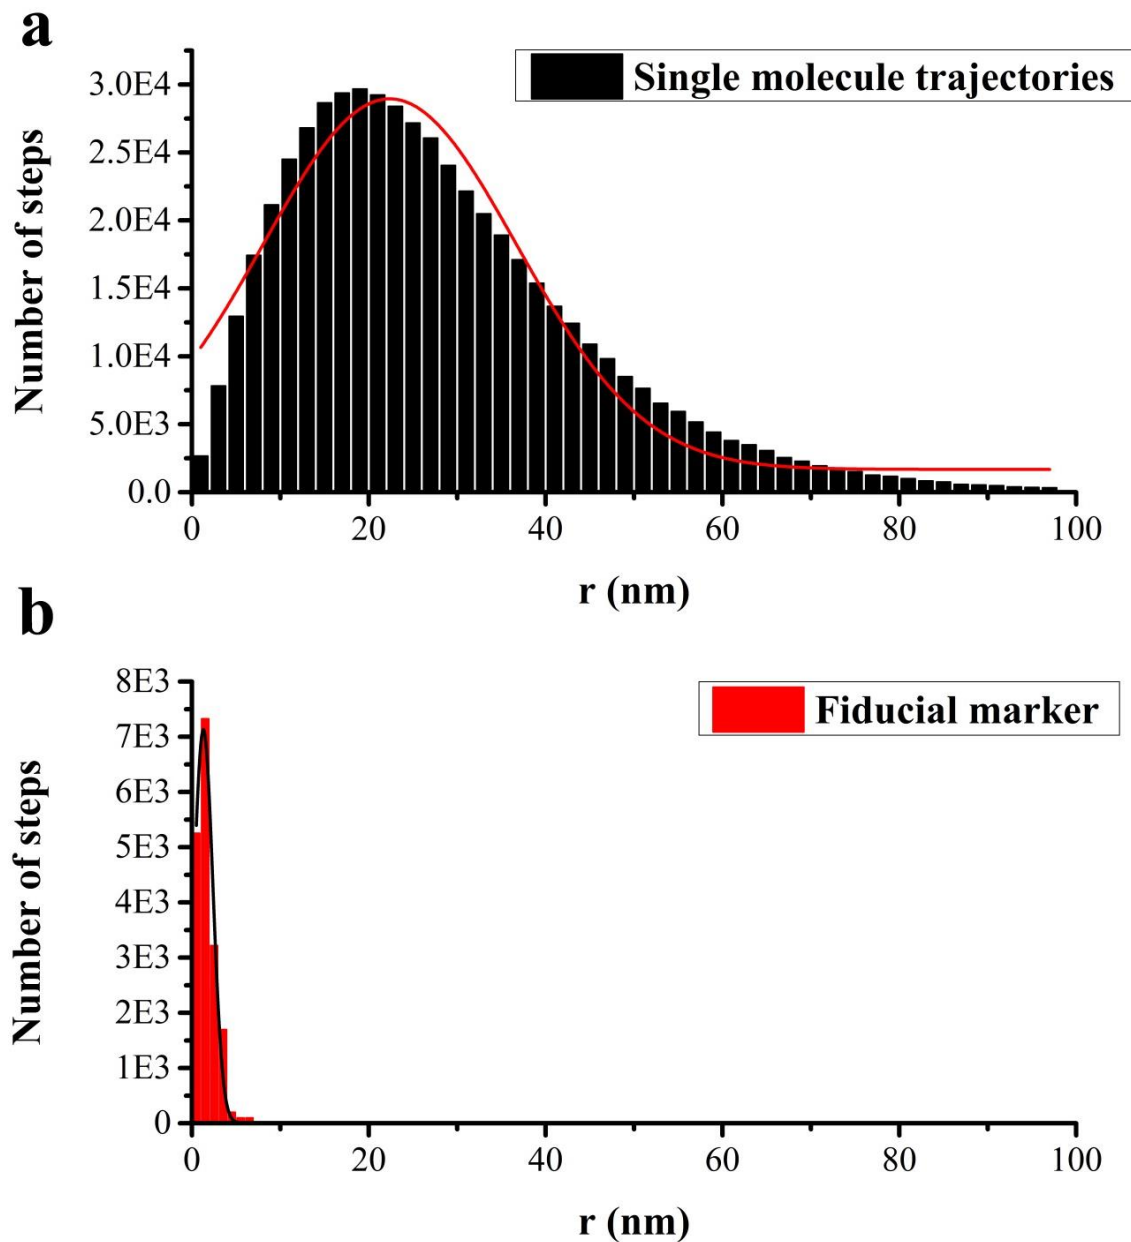 a
Single molecule trajectories
Number of steps
3.0E4
2.5E4
2.0E4
1.5E4
1.0E4
5.0E3
0.0
0 20 40 60 80 100
r (nm)
b
Fiducial marker
Number of steps
8E3
7E3
6E3
5E3
4E3
3E3
2E3
1E3
0
0 20 40 60 80 100
r (nm)